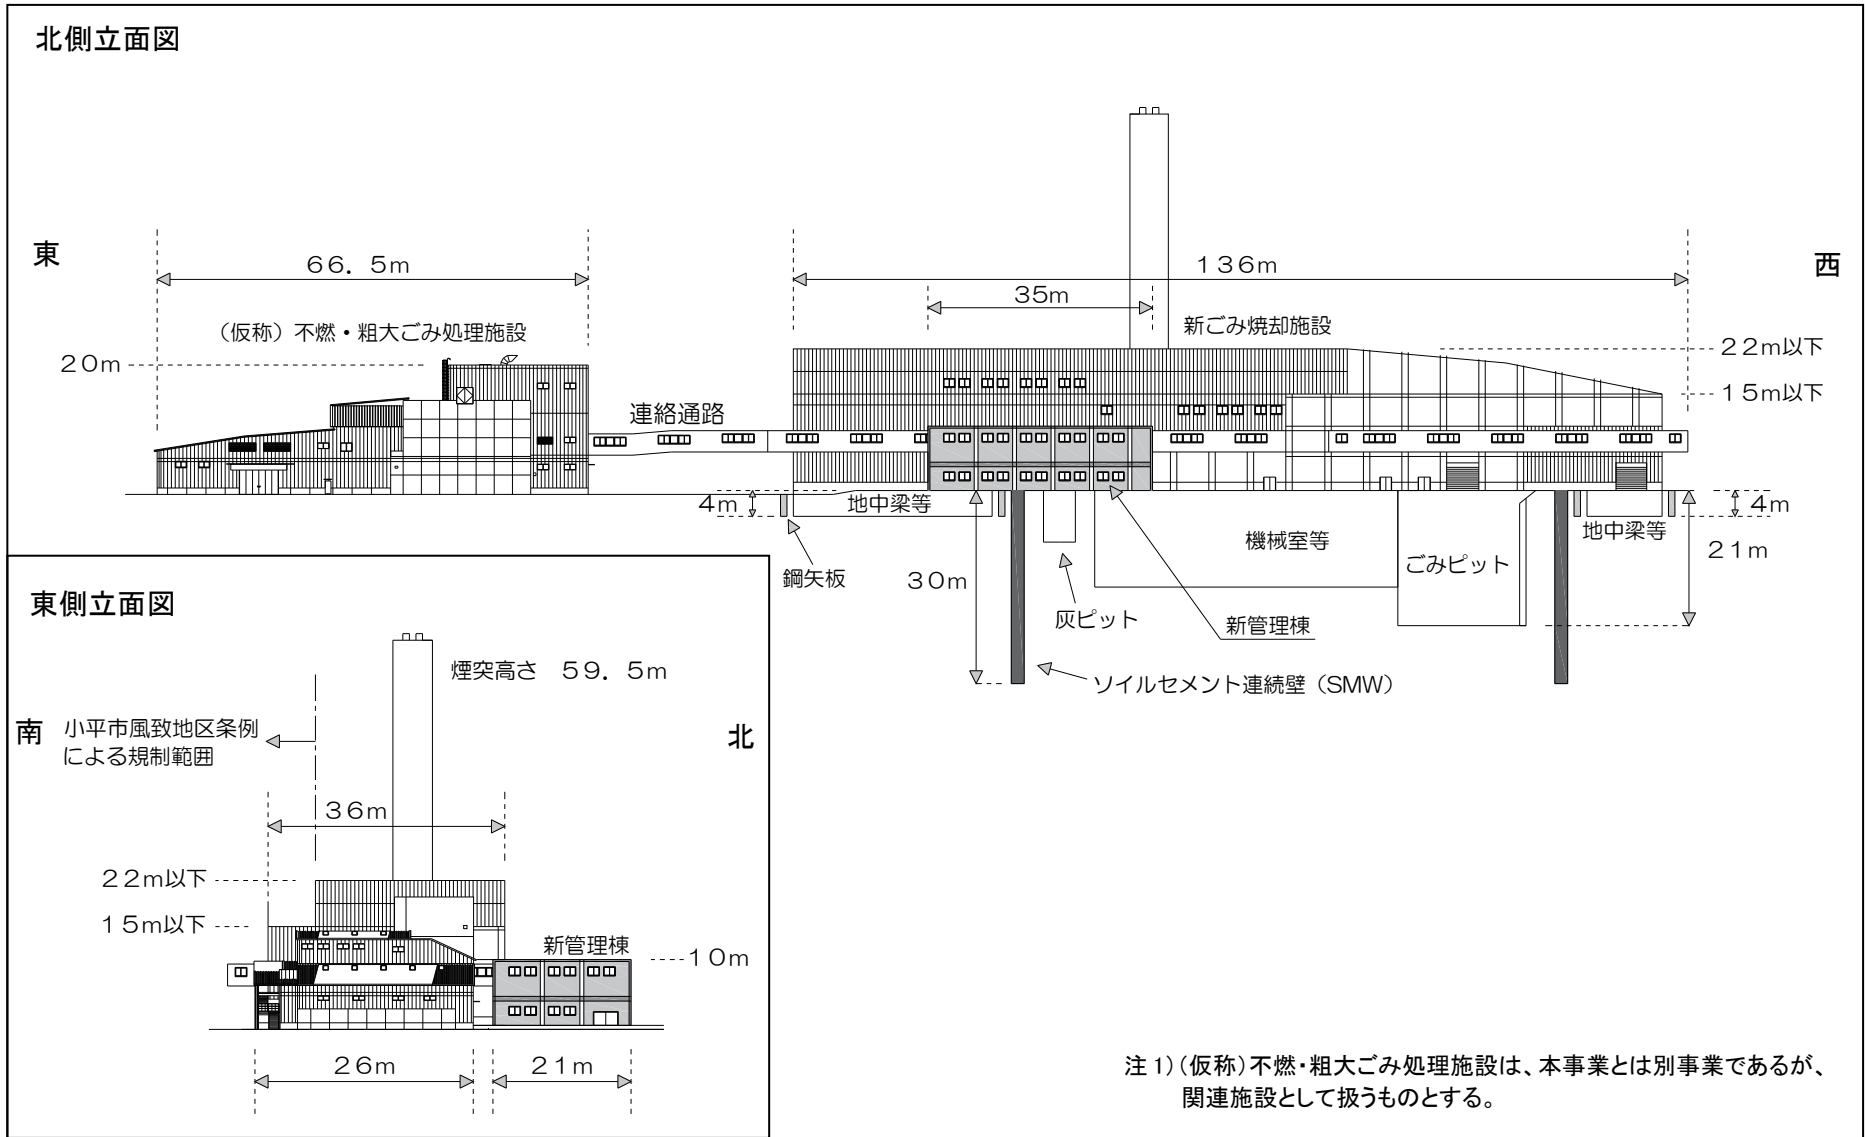 北側立面図
東
西
66．5m
136m
35m
（仮称）不燃・粗大ごみ処理施設
新ごみ焼却施設
20m
22m以下
15m以下
連絡通路
4m
地中梁等
4m
地中梁等
機械室等
ごみピット
21m
30m
鋼矢板
灰ピット
新管理棟
ソイルセメント連続壁（SMW）
東側立面図
煙突高さ　59．5m
南
小平市風致地区条例
による規制範囲
北
36m
22m以下
15m以下
新管理棟
10m
26m
21m
注1）（仮称）不燃・粗大ごみ処理施設は、本事業とは別事業であるが、
関連施設として扱うものとする。